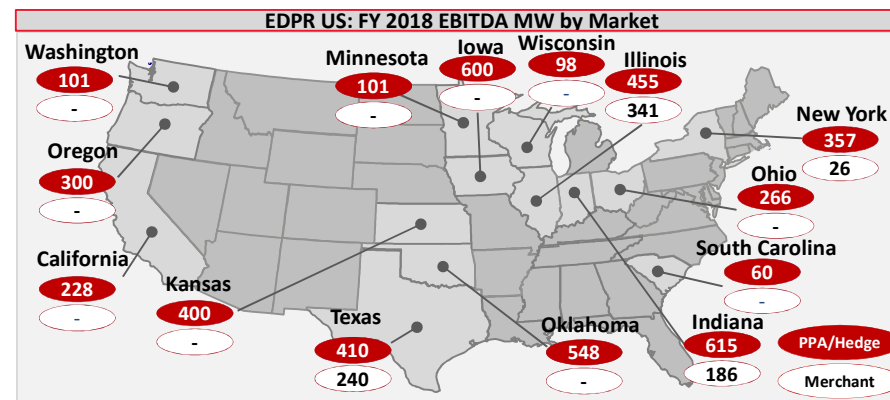 EDPR US: FY 2018 EBITDA MW by Market
Washington
101
-
Oregon
300
-
California
228
-
Kansas
400
-
Minnesota
101
-
Iowa
600
-
Wisconsin
98
-
Illinois
455
341
New York
357
26
Ohio
266
-
South Carolina
60
-
Indiana
615
186
Oklahoma
548
-
Texas
410
240
PPA/Hedge
Merchant